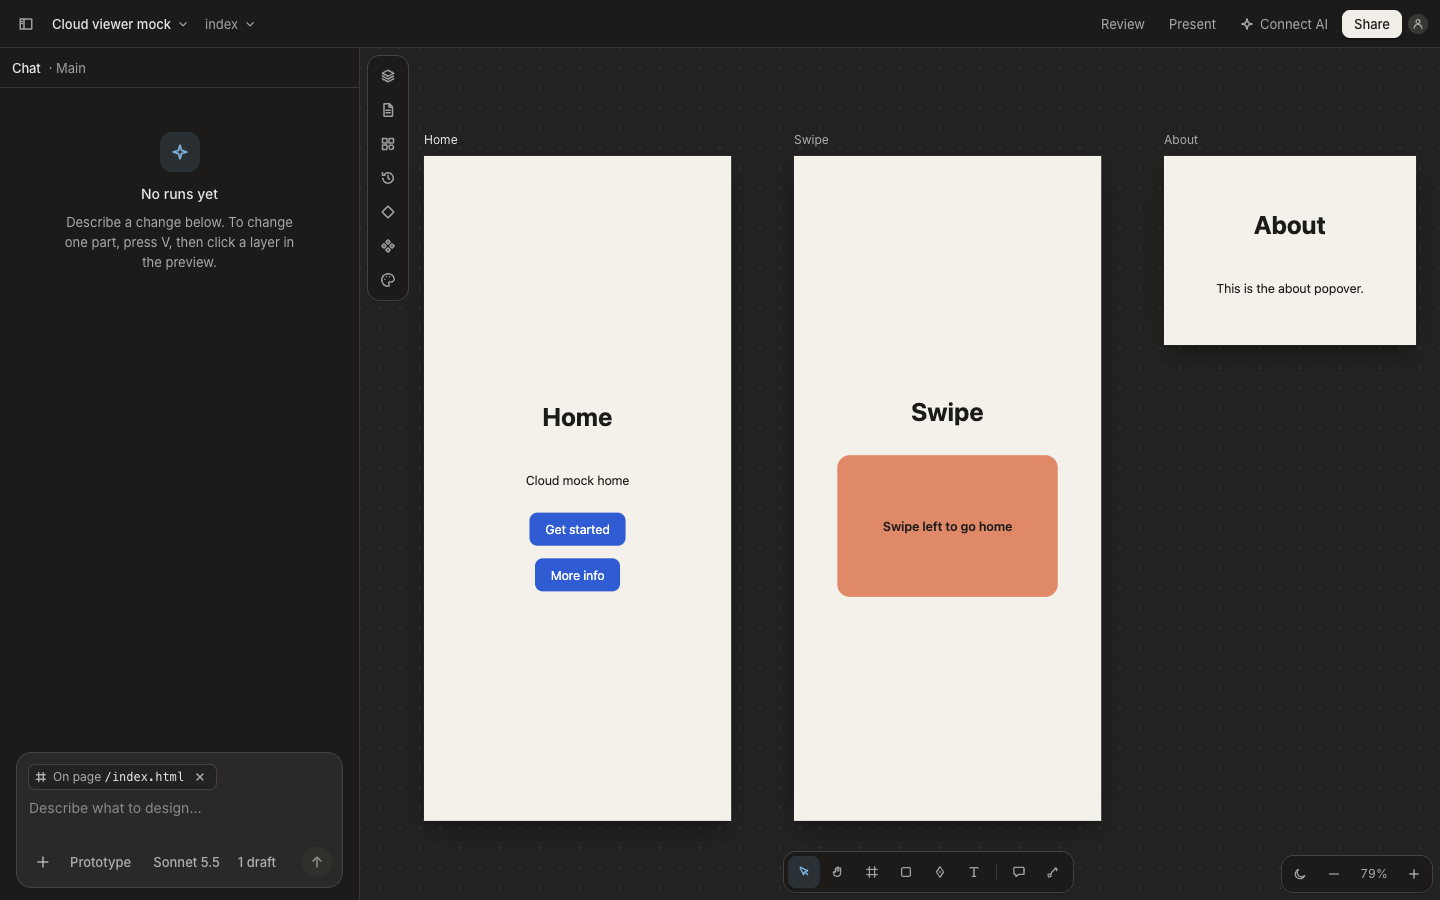 Cloud viewer mock
index
Review
Present
Connect AI
Share
Chat · Main
No runs yet
Describe a change below. To change
one part, press V, then click a layer in
the preview.
On page /index.html
Describe what to design...
Prototype
Sonnet 5.5
1 draft
Home
Home
Cloud mock home
Get started
More info
Swipe
Swipe
Swipe left to go home
About
About
This is the about popover.
79%